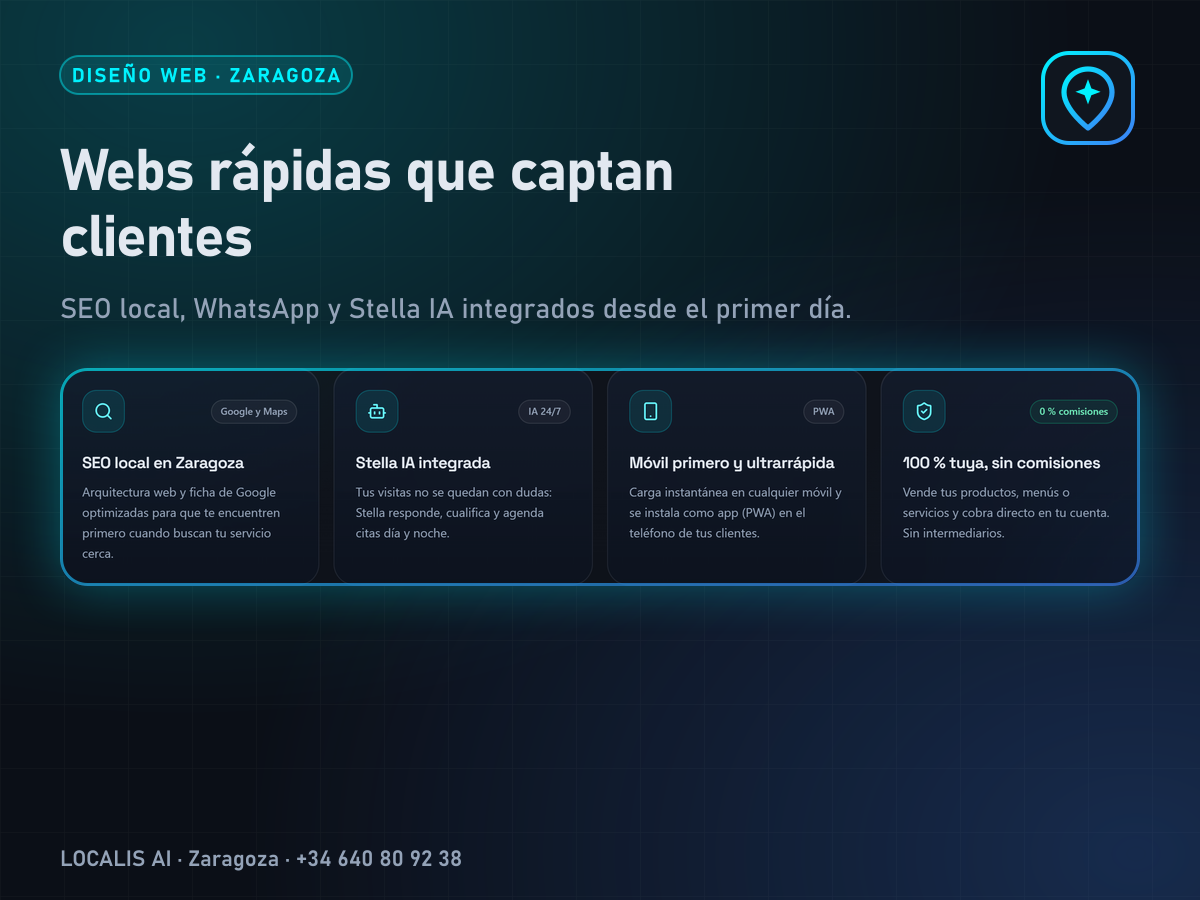 DISEÑO WEB · ZARAGOZA
Webs rápidas que captan
clientes
SEO local, WhatsApp y Stella IA integrados desde el primer día.
Google y Maps
SEO local en Zaragoza
Arquitectura web y ficha de Google
optimizadas para que te encuentren
primero cuando buscan tu servicio
cerca.
IA 24/7
Stella IA integrada
Tus visitas no se quedan con dudas:
Stella responde, cualifica y agenda
citas día y noche.
PWA
Móvil primero y ultrarrápida
Carga instantánea en cualquier móvil y
se instala como app (PWA) en el
teléfono de tus clientes.
0 % comisiones
100 % tuya, sin comisiones
Vende tus productos, menús o
servicios y cobra directo en tu cuenta.
Sin intermediarios.
LOCALIS AI · Zaragoza · +34 640 80 92 38